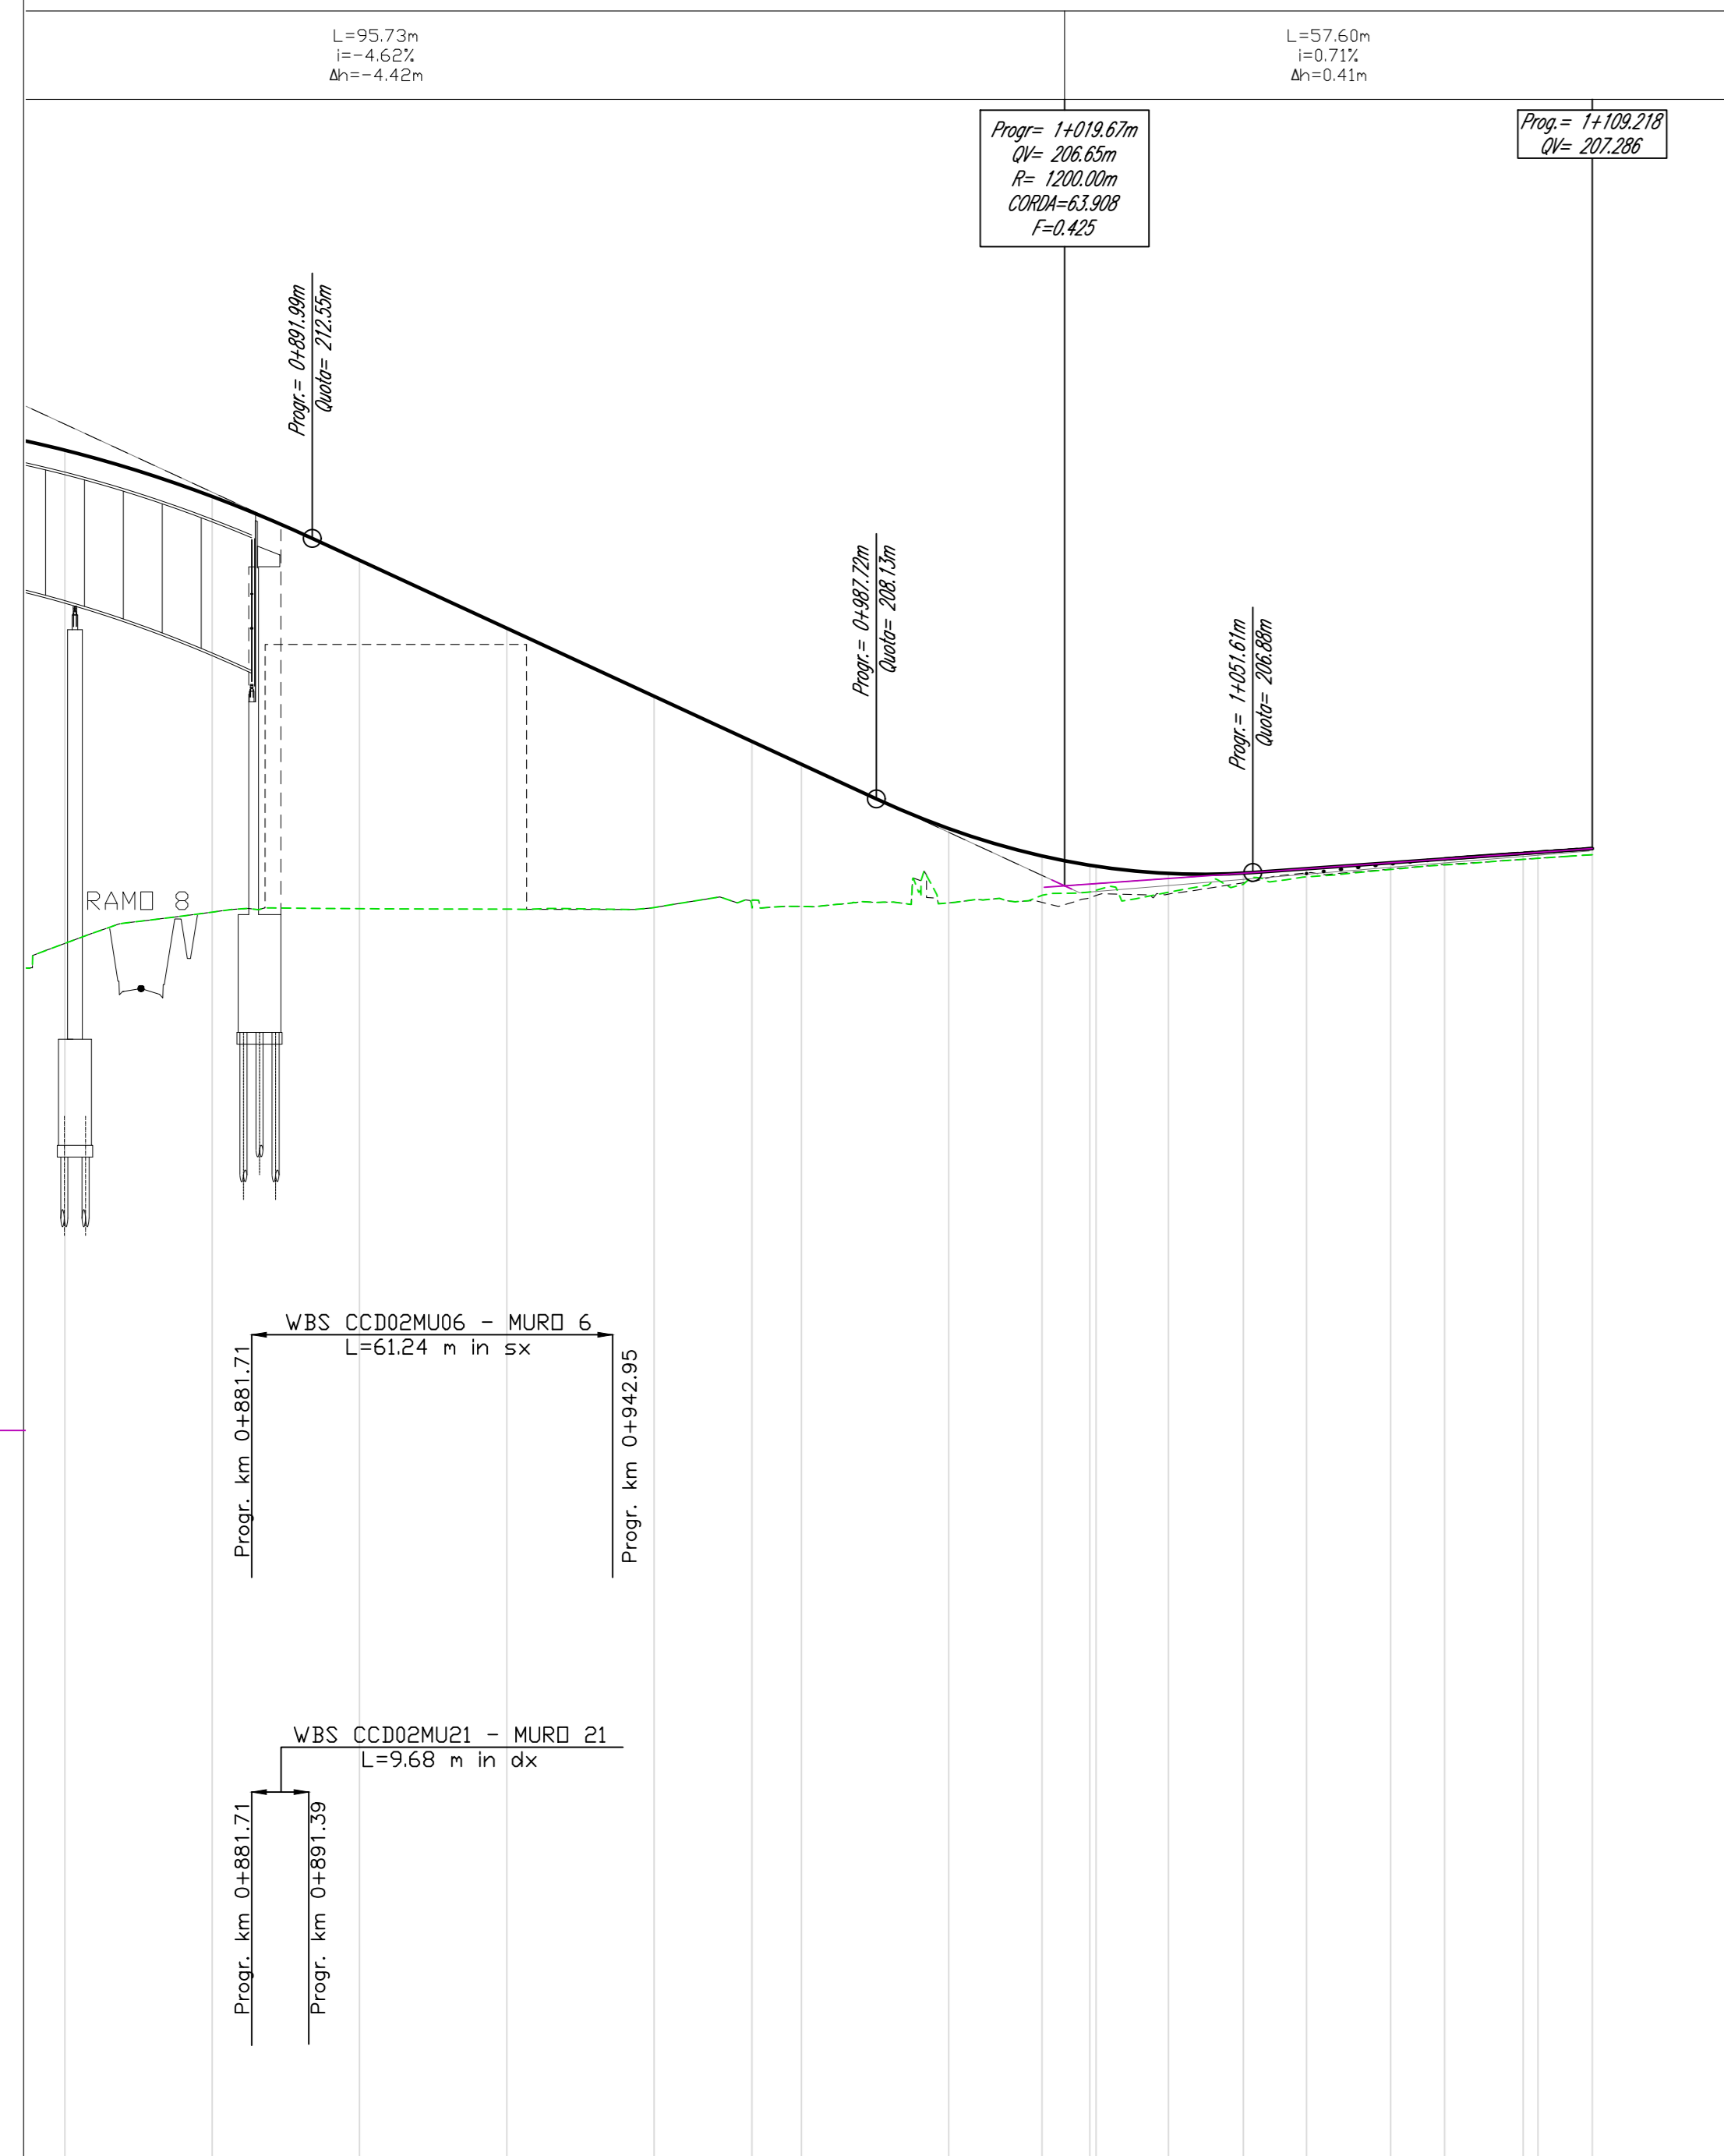 L=95.73m
i=-4.62%
Δh=-4.42m
L=57.60m
i=0.71%
Δh=0.41m
Progr= 1+019.67m
QV= 206.65m
R= 1200.00m
CORDA=63.908
F=0.425
Prog.= 1+109.218
QV= 207.286
Progr.= 0+891.99m
Quota= 212.55m
Progr.= 0+987.72m
Quota= 208.13m
Progr.= 1+051.61m
Quota= 206.88m
RAMO 8
WBS CCD02MU06 - MURO 6
L=61.24 m in sx
Progr. km 0+881.71
Progr. km 0+942.95
WBS CCD02MU21 - MURO 21
L=9.68 m in dx
Progr. km 0+881.71
Progr. km 0+891.39